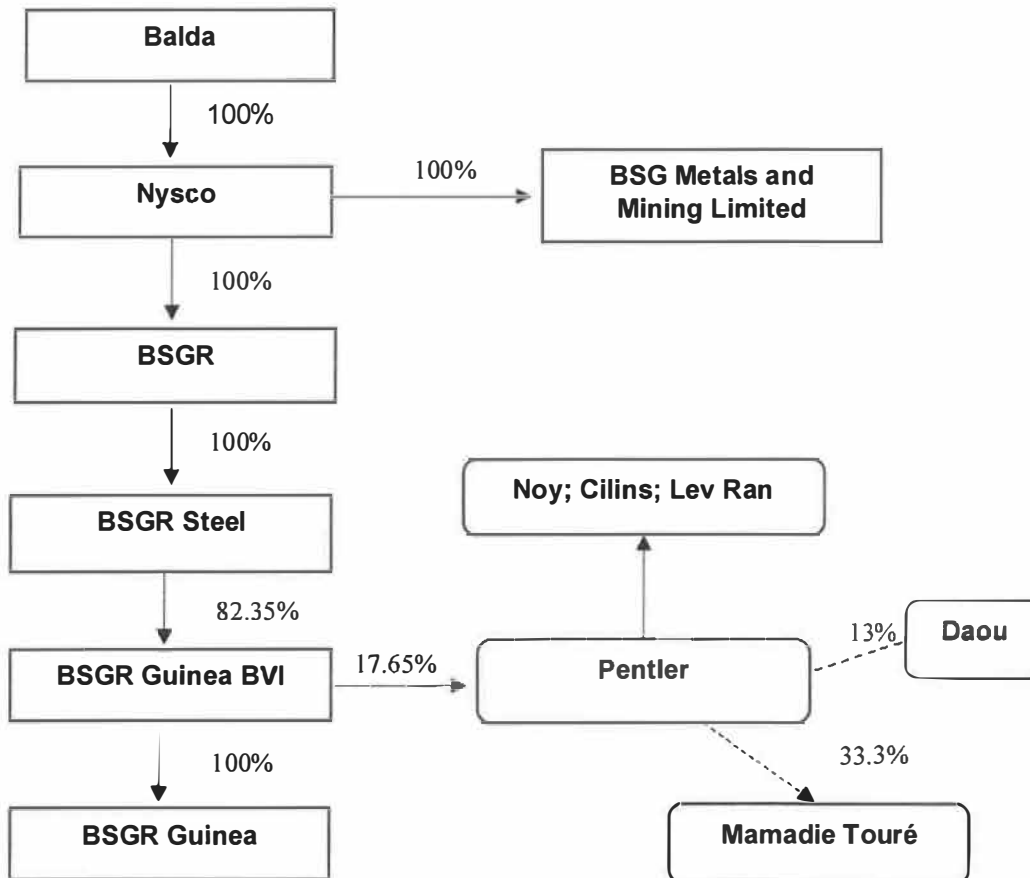 Balda
100%
Nysco
100%
BSG Metals and
Mining Limited
100%
BSGR
100%
BSGR Steel
Noy; Cilins; Lev Ran
82.35%
13%
Daou
BSGR Guinea BVI
17.65%
Pentler
100%
33.3%
BSGR Guinea
Mamadie Touré